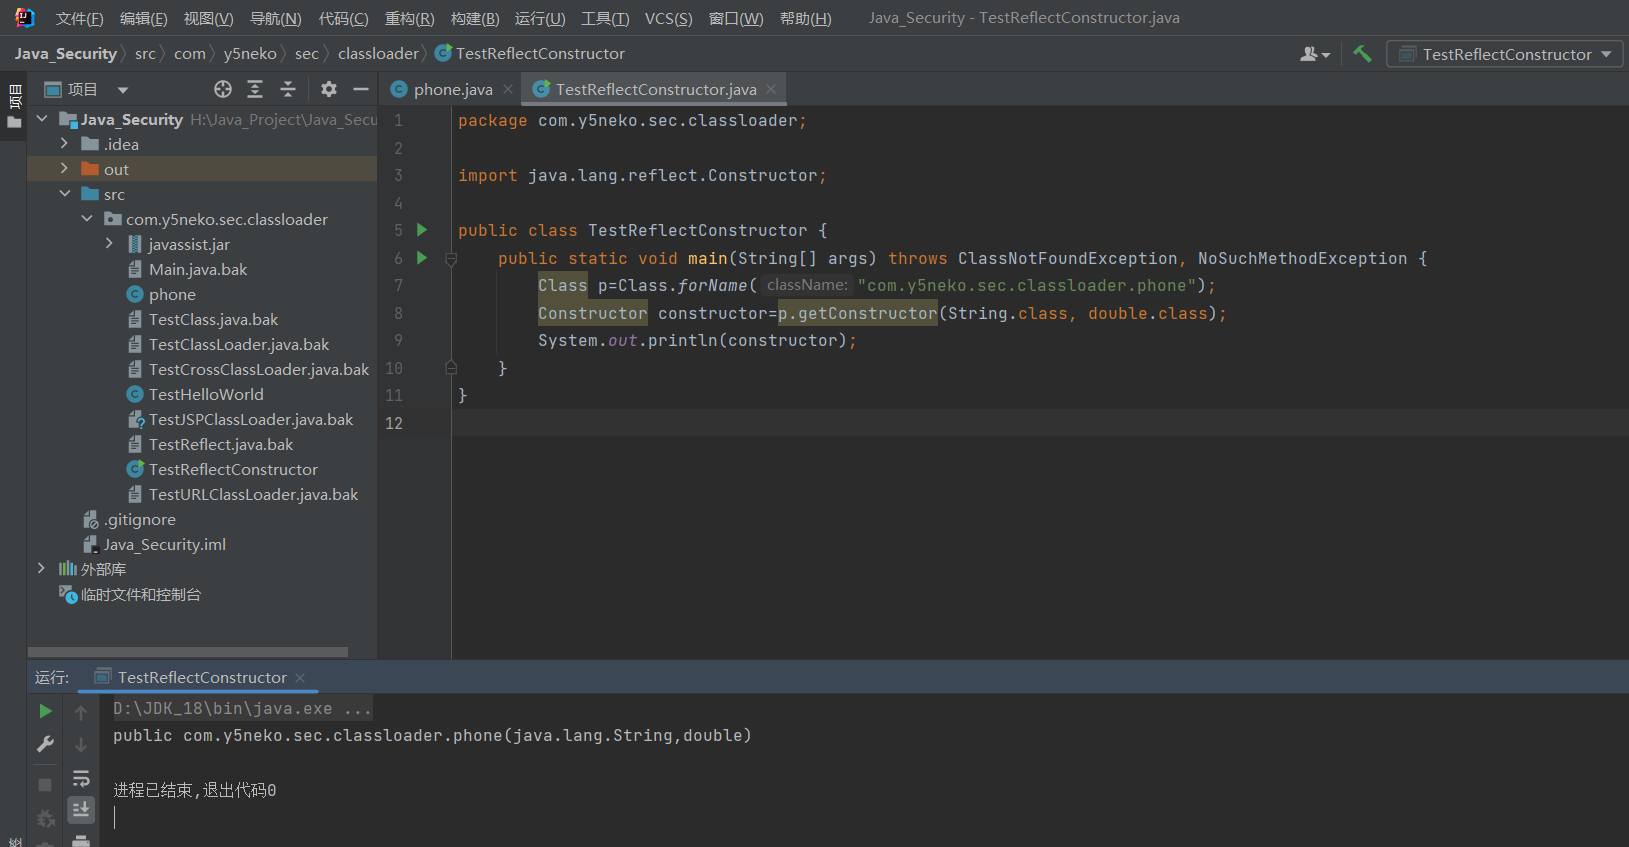 文件(F) 编辑(E) 视图(V) 导航(N) 代码(C) 重构(R) 构建(B) 运行(U) 工具(T) VCS(S) 窗口(W) 帮助(H) Java_Security - TestReflectConstructor.java
Java_Security src com y5neko sec classloader TestReflectConstructor
TestReflectConstructor
项目
项目
phone.java
TestReflectConstructor.java
Java_Security H:\Java_Project\Java_Secu
.idea
out
src
com.y5neko.sec.classloader
javassist.jar
Main.java.bak
phone
TestClass.java.bak
TestClassLoader.java.bak
TestCrossClassLoader.java.bak
TestHelloWorld
TestJSPClassLoader.java.bak
TestReflect.java.bak
TestReflectConstructor
TestURLClassLoader.java.bak
.gitignore
Java_Security.iml
外部库
临时文件和控制台
1 package com.y5neko.sec.classloader;
2
3 import java.lang.reflect.Constructor;
4
5 public class TestReflectConstructor {
6 public static void main(String[] args) throws ClassNotFoundException, NoSuchMethodException {
7 Class p=Class.forName( className: "com.y5neko.sec.classloader.phone");
8 Constructor constructor=p.getConstructor(String.class, double.class);
9 System.out.println(constructor);
10 }
11 }
12
运行: TestReflectConstructor
D:\JDK_18\bin\java.exe ...
public com.y5neko.sec.classloader.phone(java.lang.String,double)
进程已结束,退出代码0